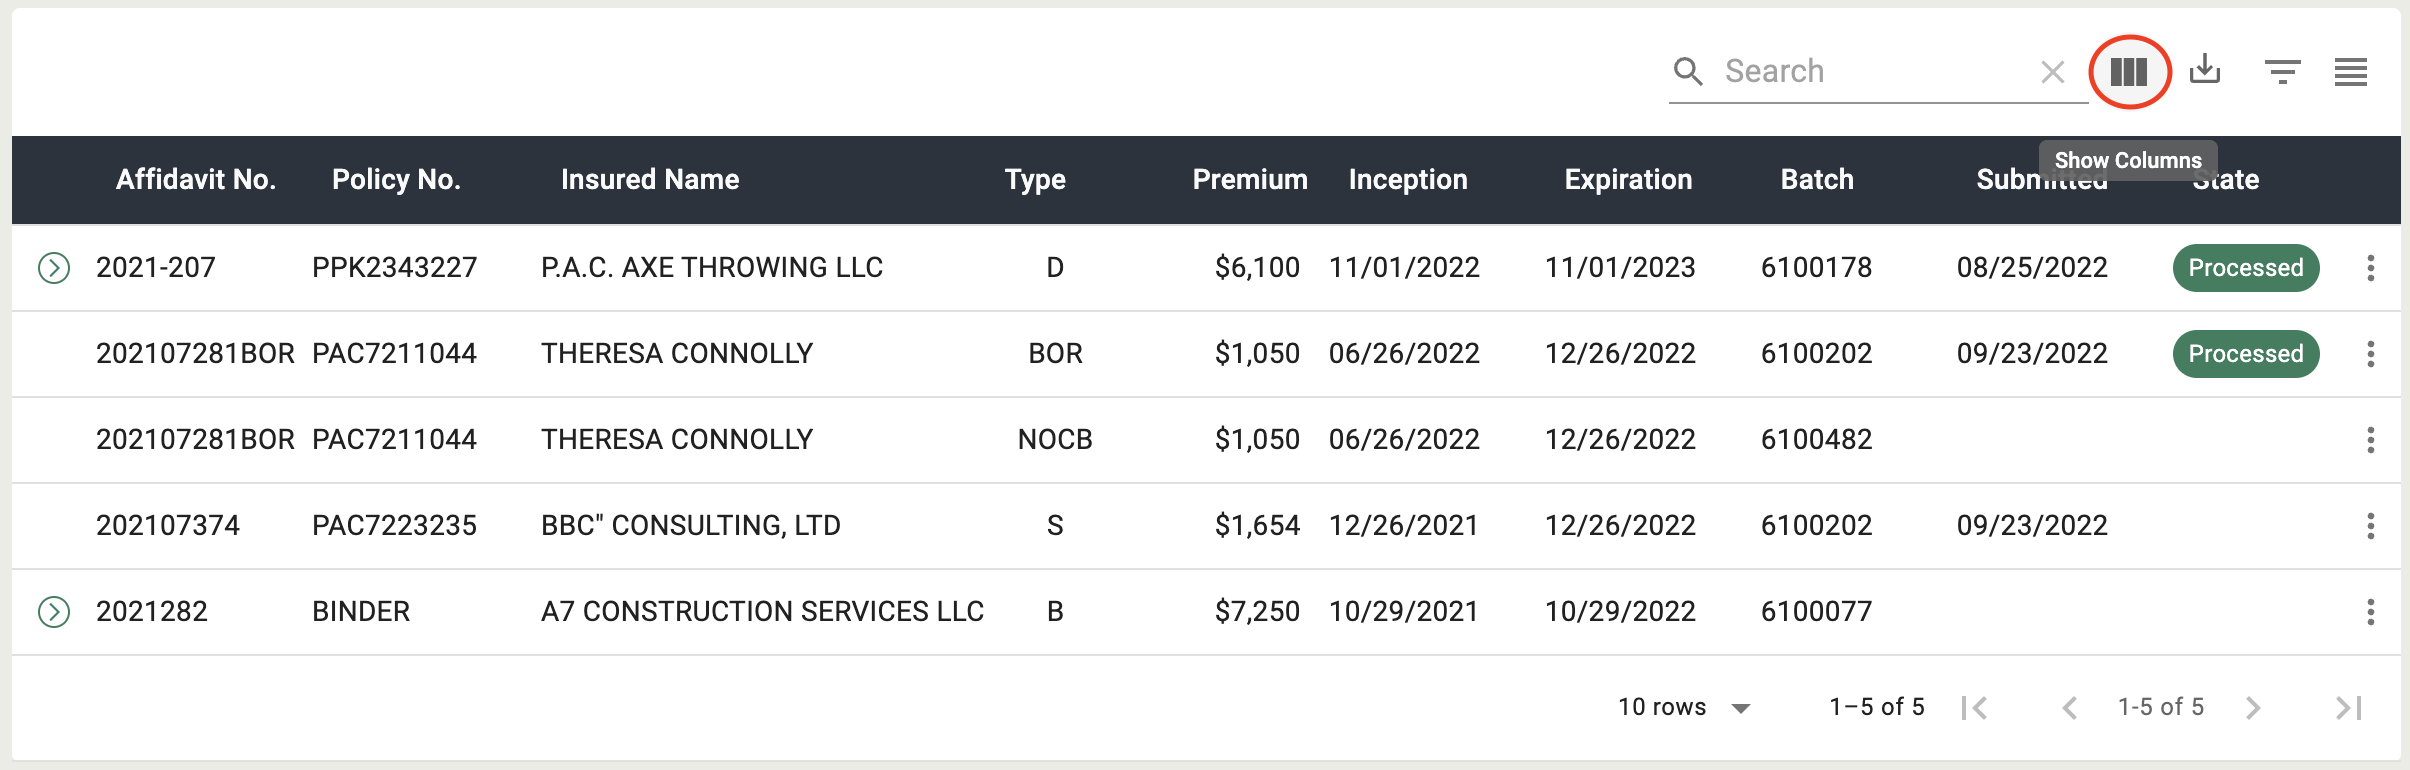 Search
Show Columns
Affidavit No. Policy No. Insured Name Type Premium Inception Expiration Batch Submitted State
2021-207 PPK2343227 P.A.C. AXE THROWING LLC D $6,100 11/01/2022 11/01/2023 6100178 08/25/2022 Processed
202107281BOR PAC7211044 THERESA CONNOLLY BOR $1,050 06/26/2022 12/26/2022 6100202 09/23/2022 Processed
202107281BOR PAC7211044 THERESA CONNOLLY NOCB $1,050 06/26/2022 12/26/2022 6100482
202107374 PAC7223235 BBC" CONSULTING, LTD S $1,654 12/26/2021 12/26/2022 6100202 09/23/2022
2021282 BINDER A7 CONSTRUCTION SERVICES LLC B $7,250 10/29/2021 10/29/2022 6100077
10 rows 1–5 of 5 1-5 of 5